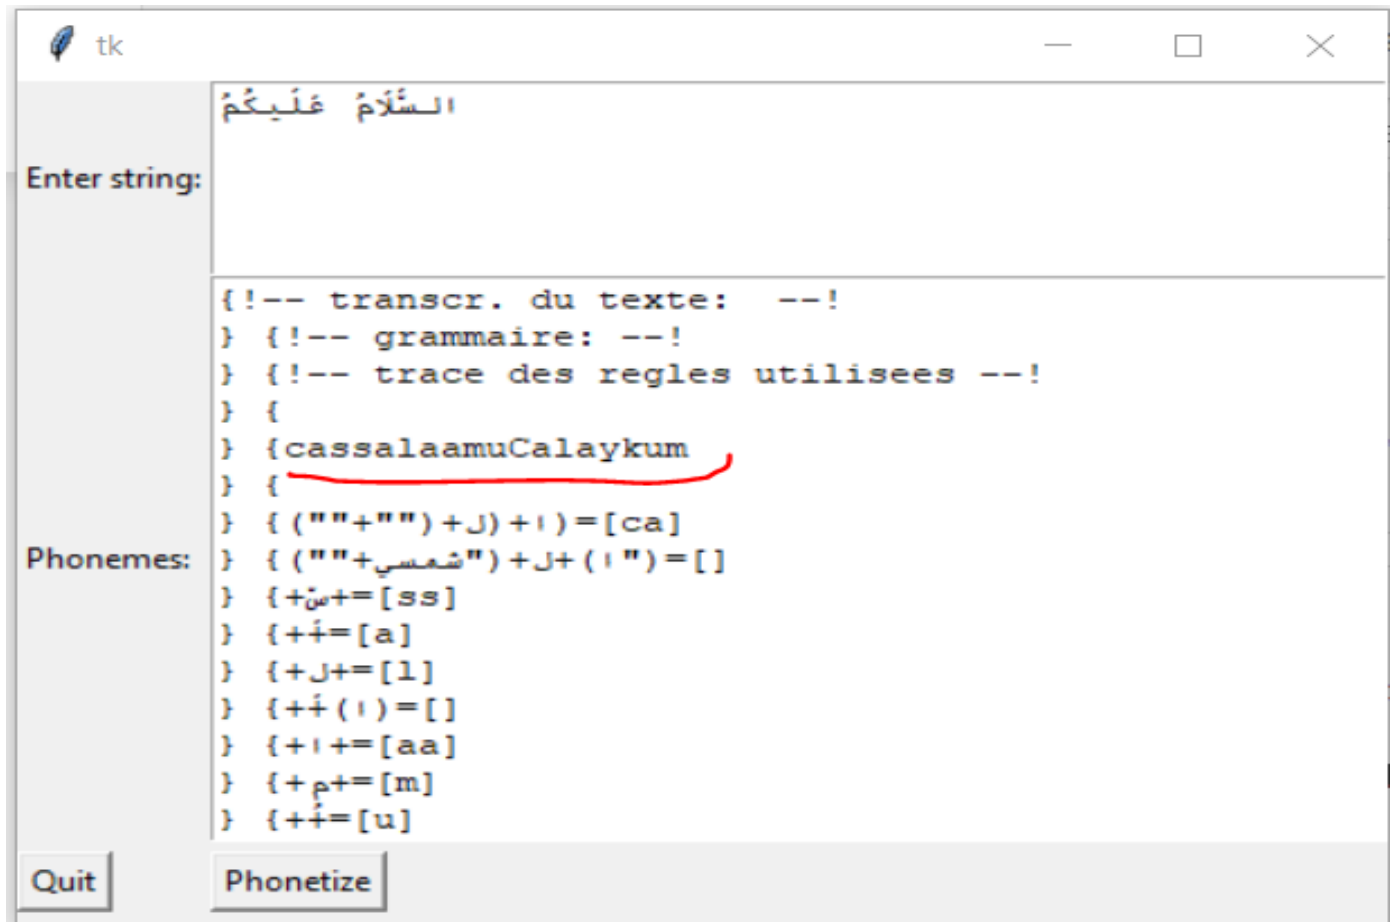 tk
Enter string:
السَّلَامُ عَلَيكُمُ
{!-- transcr. du texte:  --!
} {!-- grammaire: --!
} {!-- trace des regles utilisees --!
} {
} {cassalaamuCalaykum
} {
Phonemes:
} {(""+"")+ل)+ا)=[ca]
} {(""+شمسي")+ل+(ا")=[]
} {+سّ+=[ss]
} {++َ=[a]
} {+ل+=[l]
} {++َ(ا)=[]
} {+ا+=[aa]
} {+م+=[m]
} {++ُ=[u]
Quit
Phonetize